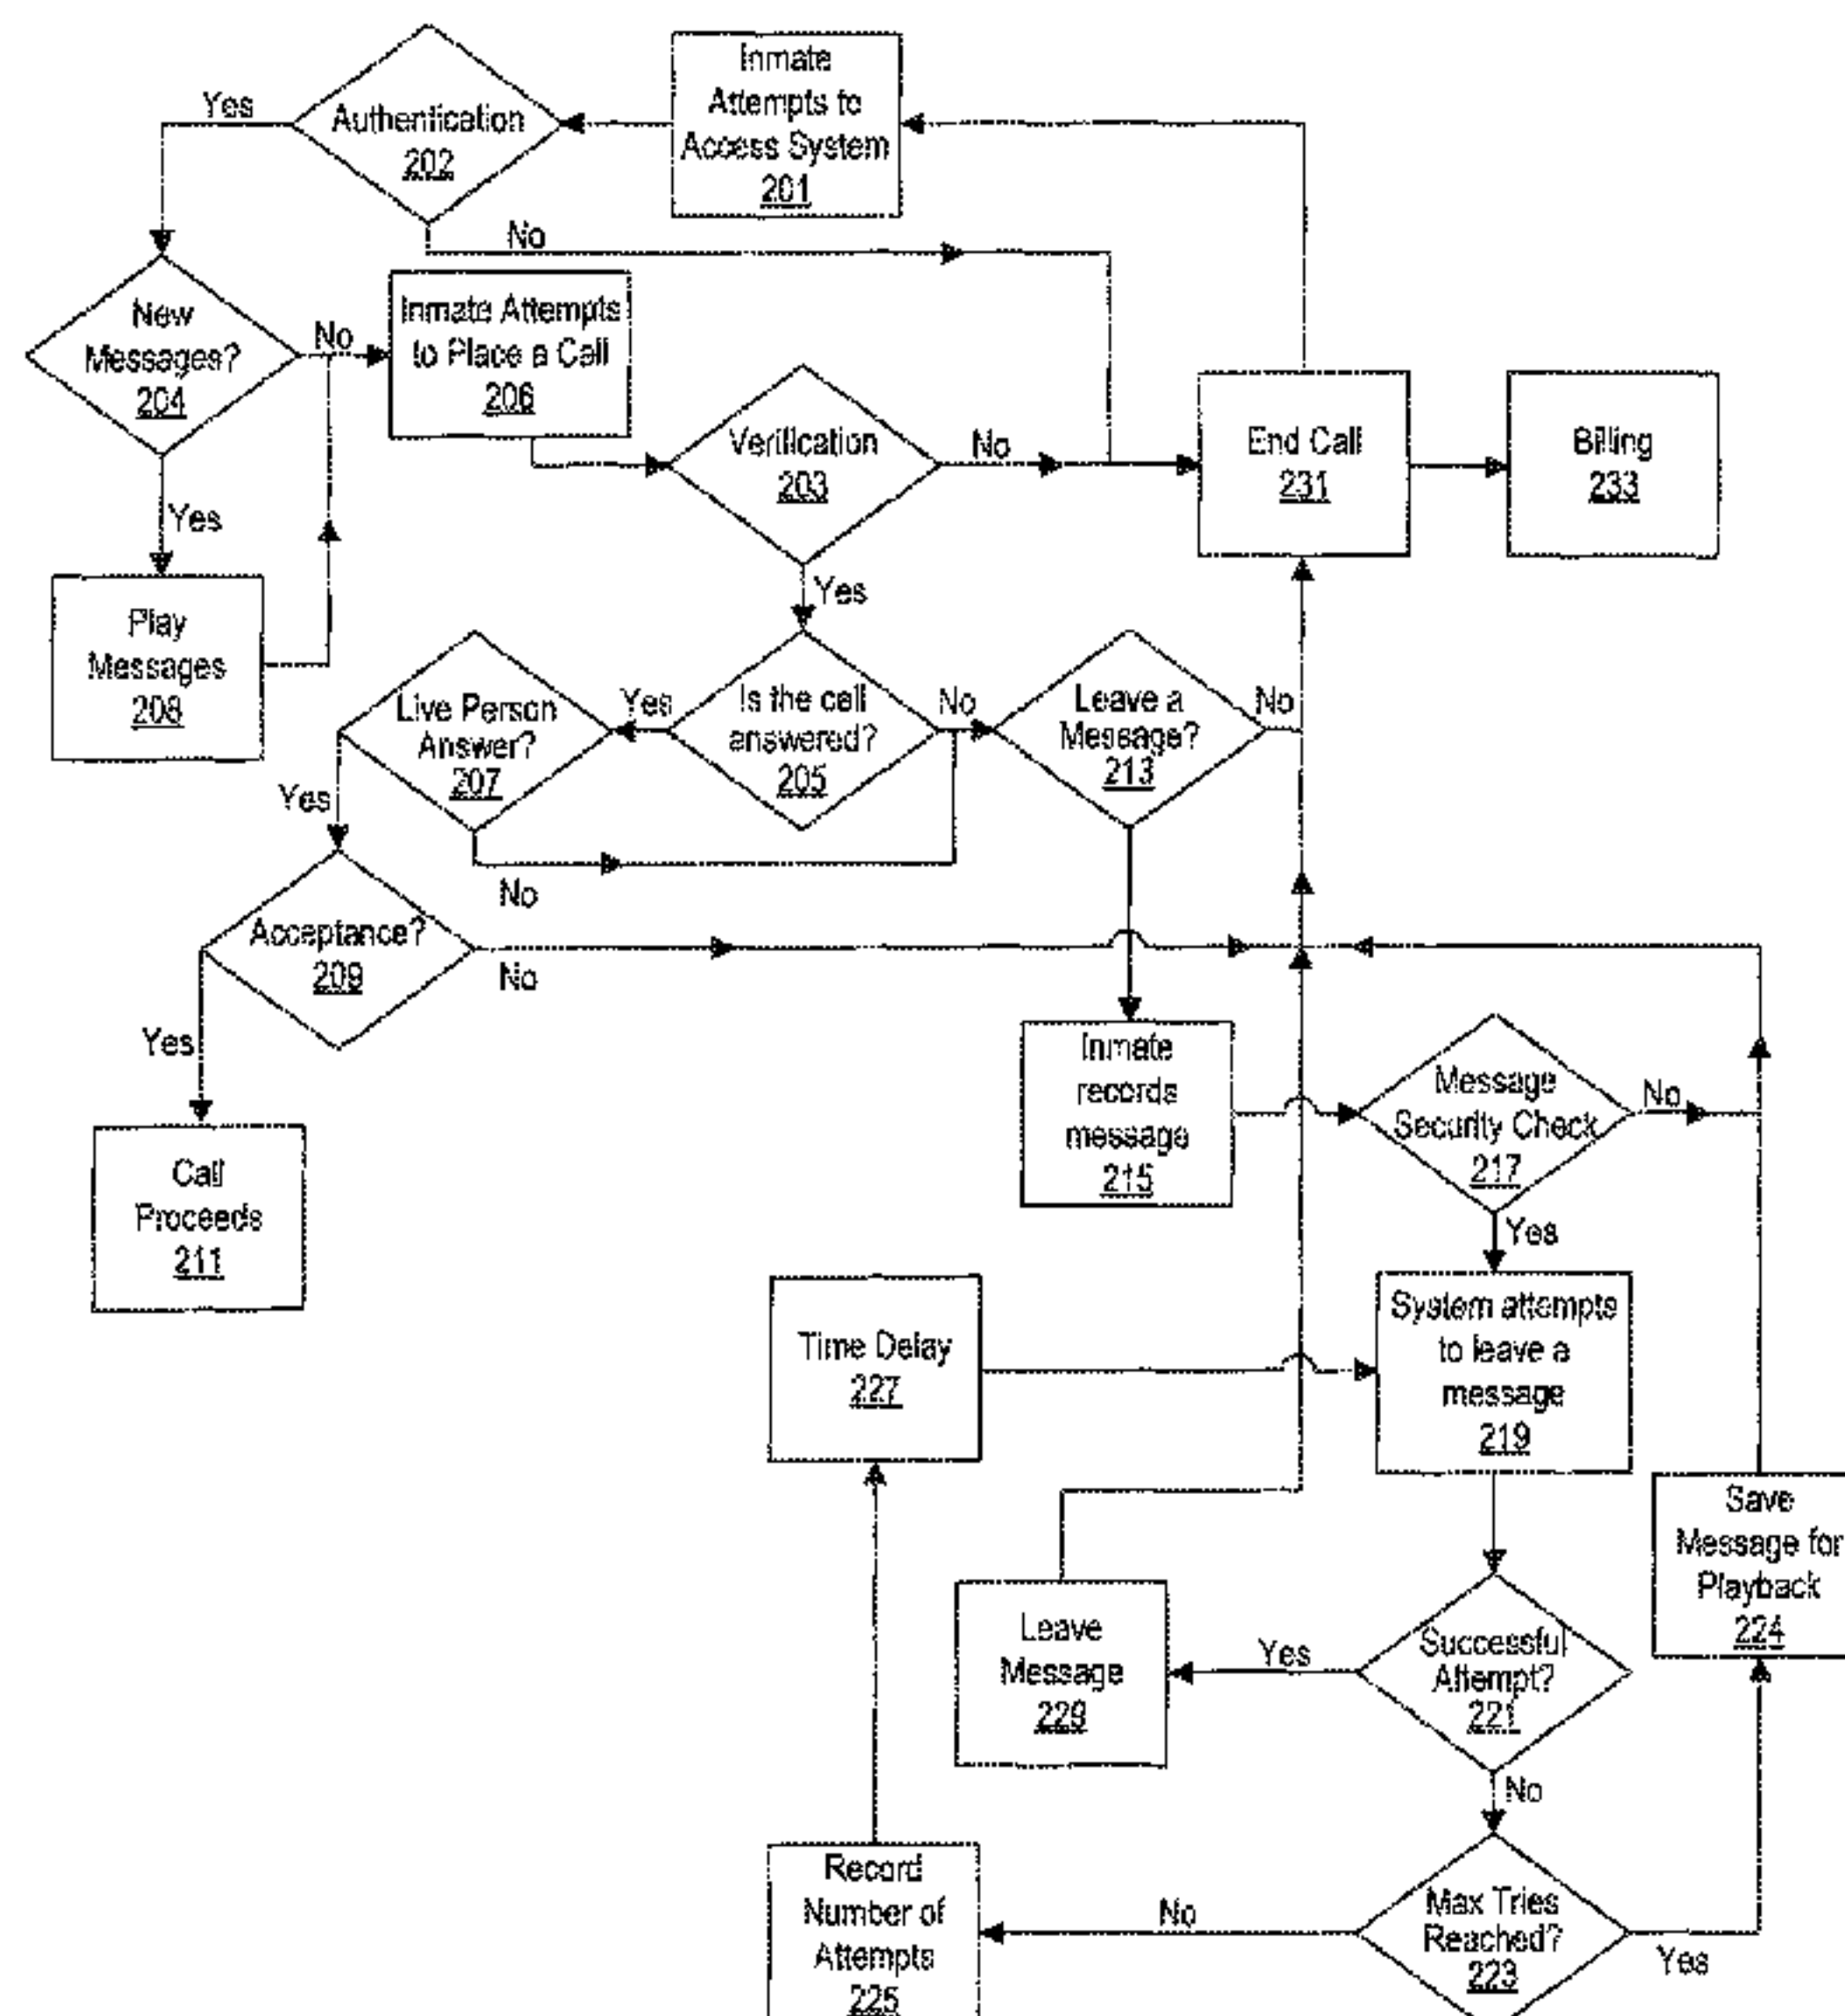 Inmate
Attempts to
Access System
201
Authentication
202
Yes
No
New
Messages?
204
No
Yes
Inmate Attempts
to Place a Call
206
Play
Messages
208
Verification
203
No
Yes
End Call
231
Billing
233
Is the call
answered?
205
Yes
No
Live Person
Answer?
207
Yes
No
Leave a
Message?
213
No
Acceptance?
209
No
Yes
Call
Proceeds
211
Inmate
records
message
215
Message
Security Check
217
No
Yes
System attempts
to leave a
message
219
Time Delay
227
Save
Message for
Playback
224
Successful
Attempt?
221
Yes
No
Leave
Message
229
Max Tries
Reached?
223
No
Yes
Record
Number of
Attempts
225